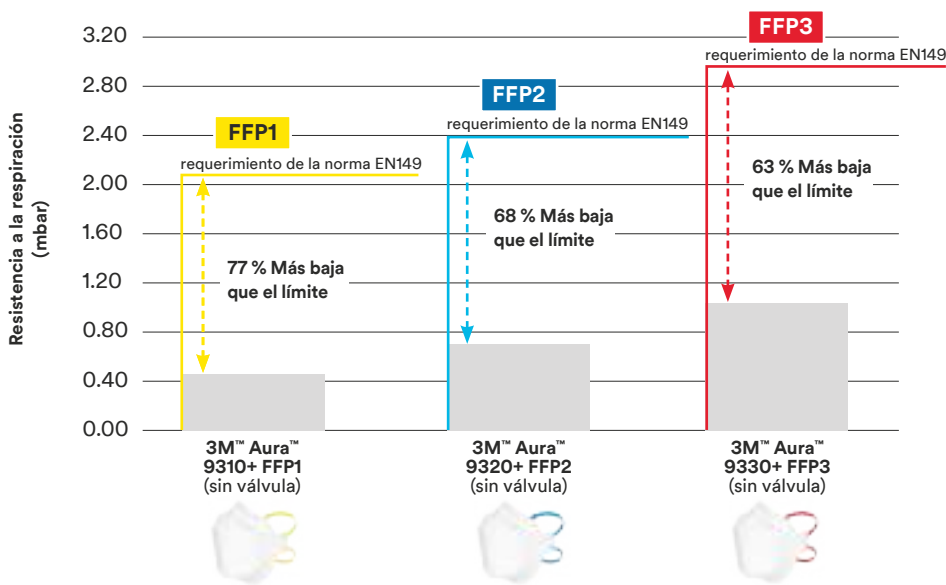 Resistencia a la respiración
(mbar)
3.20
2.80
2.40
2.00
1.60
1.20
0.80
0.40
0.00
FFP1
requerimiento de la norma EN149
77 % Más baja
que el límite
FFP2
requerimiento de la norma EN149
68 % Más baja
que el límite
FFP3
requerimiento de la norma EN149
63 % Más baja
que el límite
3M™ Aura™
9310+ FFP1
(sin válvula)
3M™ Aura™
9320+ FFP2
(sin válvula)
3M™ Aura™
9330+ FFP3
(sin válvula)